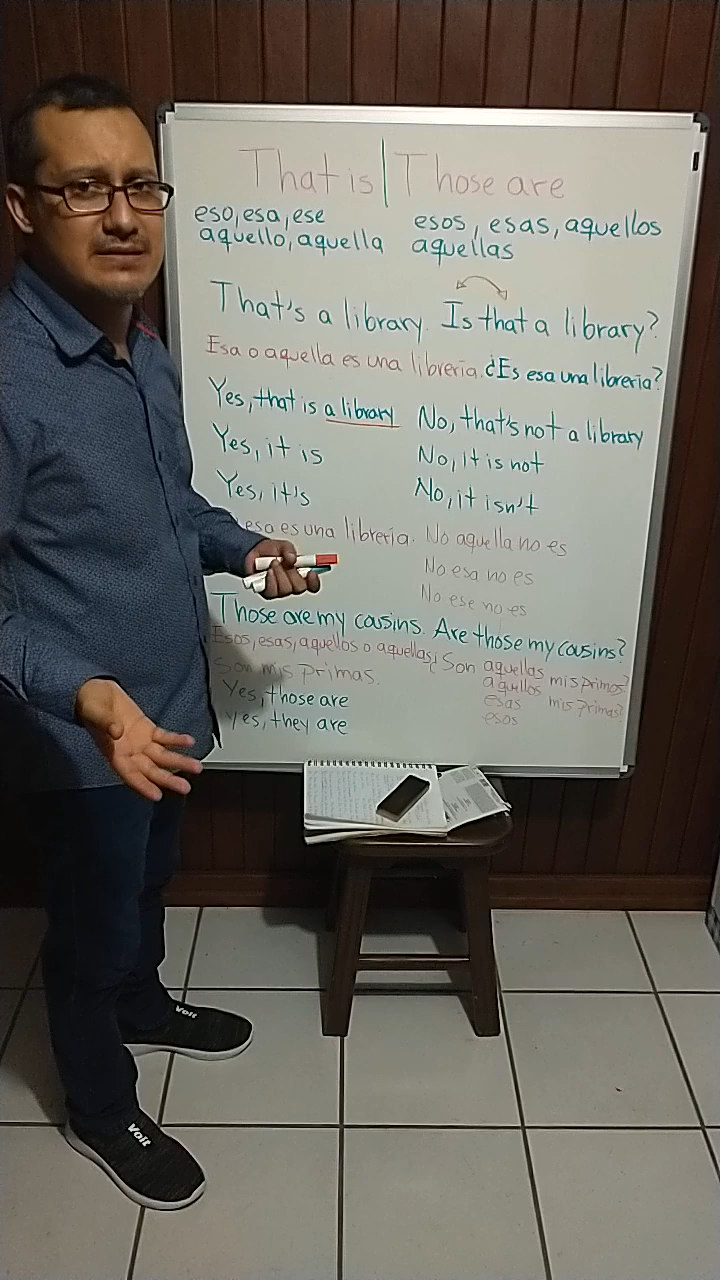 That is | Those are
eso, esa, ese
aquello, aquella
esos, esas, aquellos
aquellas
That's a library. Is that a library?
Esa o aquella es una librería. ¿Es esa una librería?
Yes, that is a library
Yes, it is
Yes, it's
No, that's not a library
No, it is not
No, it isn't
esa es una librería.
No aquella no es
No esa no es
No ese no es
Those are my cousins. Are those my cousins?
Esos, esas, aquellos o aquellas
Son mis primas.
¿Son aquellas mis primos?
aquellos
esas mis primas?
esos
Yes, those are
Yes, they are
Voit
Voit